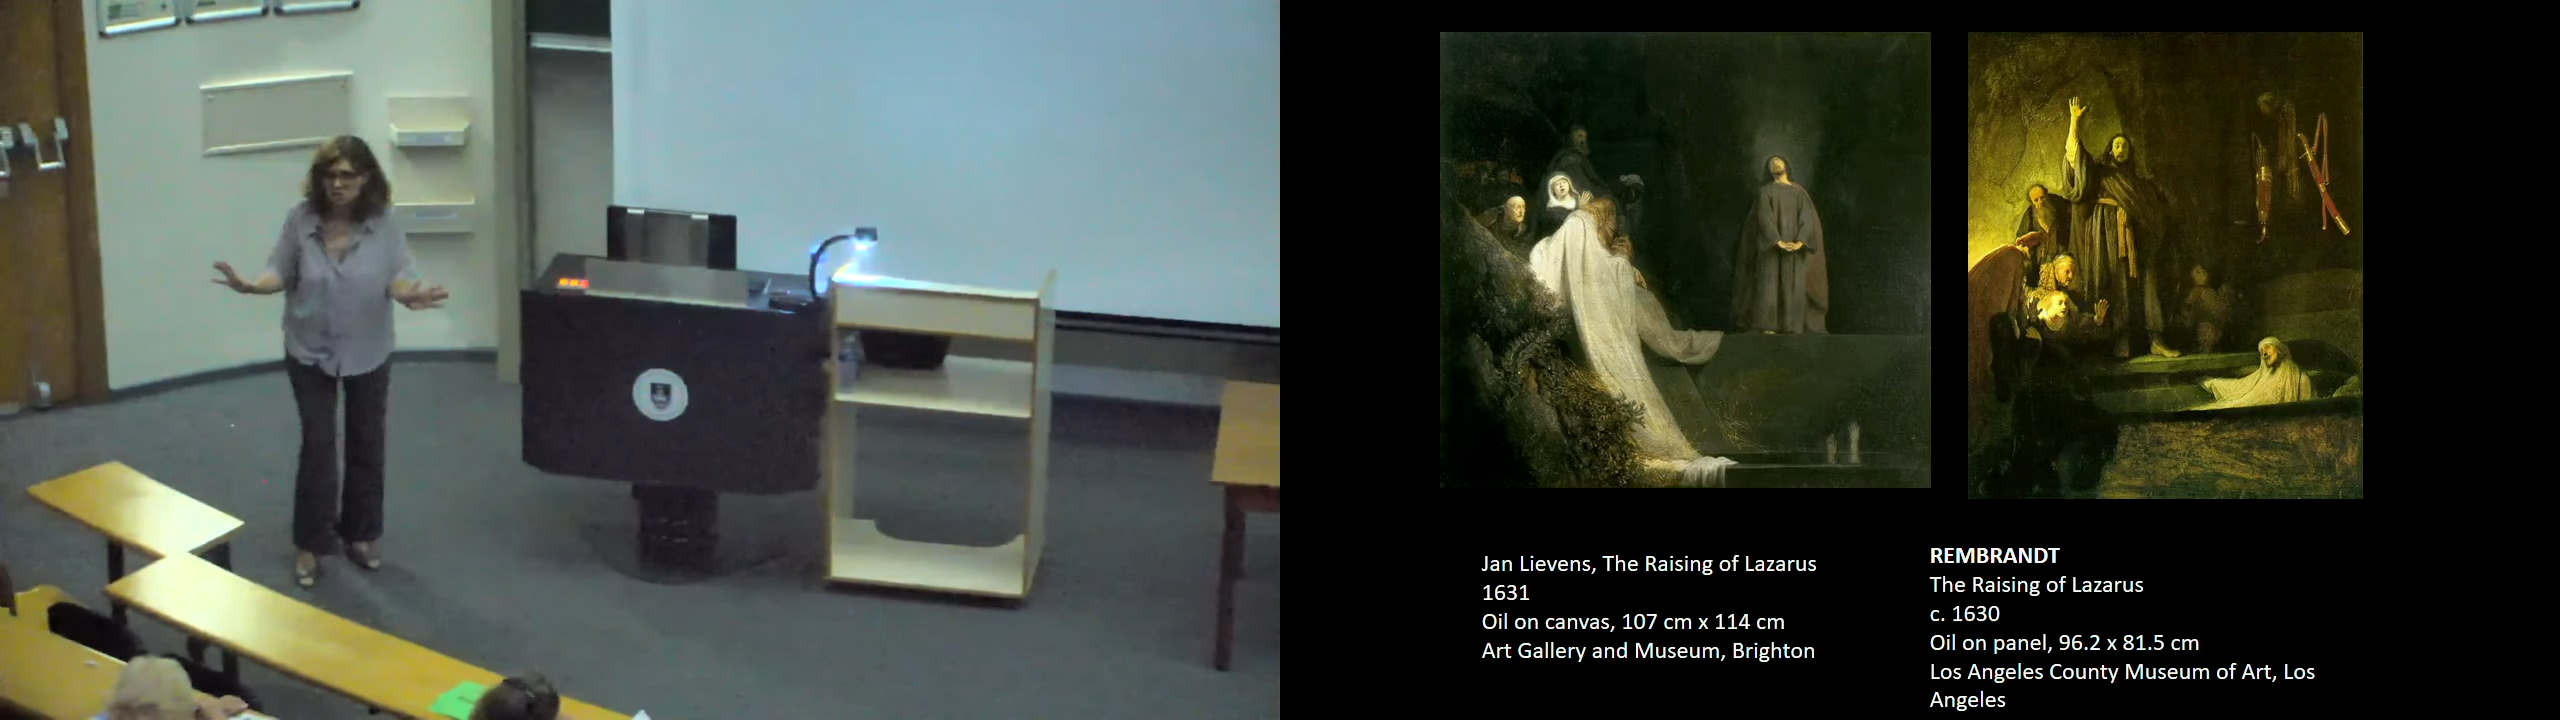 Jan Lievens, The Raising of Lazarus
1631
Oil on canvas, 107 cm x 114 cm
Art Gallery and Museum, Brighton
REMBRANDT
The Raising of Lazarus
c. 1630
Oil on panel, 96.2 x 81.5 cm
Los Angeles County Museum of Art, Los
Angeles